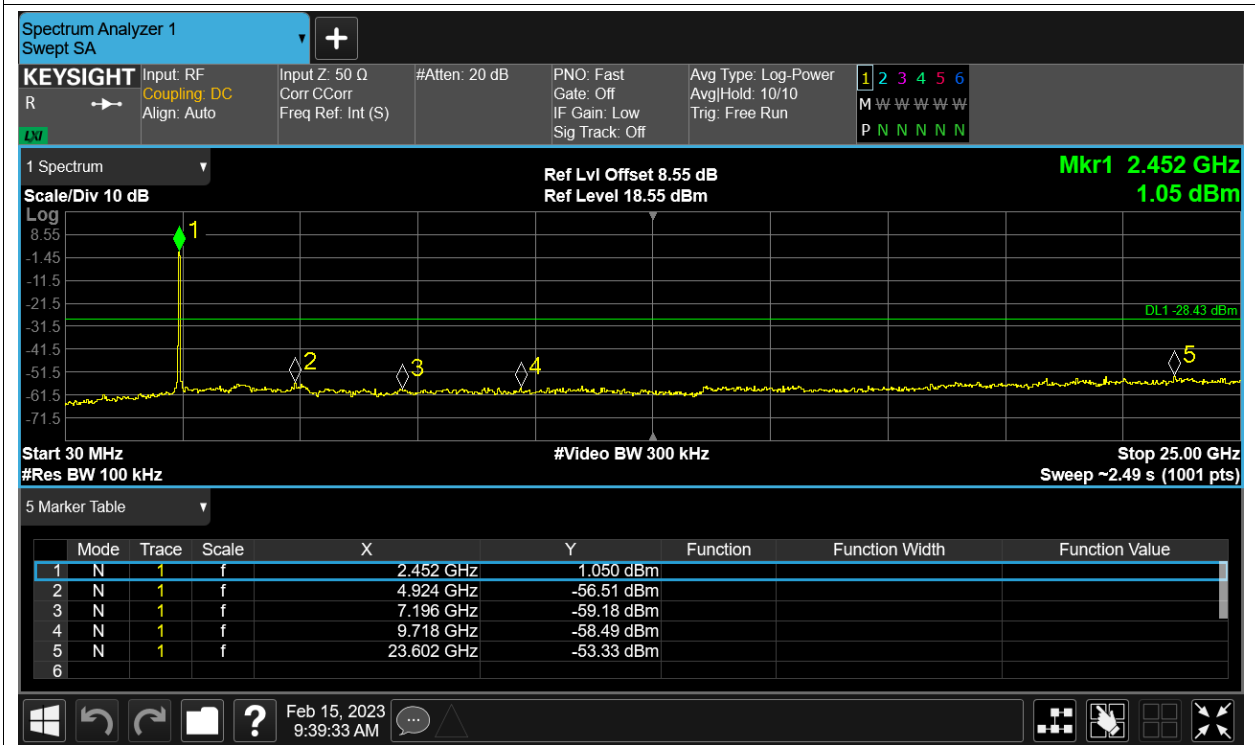 Spectrum Analyzer 1
Swept SA
KEYSIGHT
R
LXI
Input: RF
Coupling: DC
Align: Auto
Input Z: 50 Ω
Corr CCorr
Freq Ref: Int (S)
#Atten: 20 dB
PNO: Fast
Gate: Off
IF Gain: Low
Sig Track: Off
Avg Type: Log-Power
Avg|Hold: 10/10
Trig: Free Run
1 2 3 4 5 6
M W W W W W
P N N N N N
1 Spectrum
Scale/Div 10 dB
Ref Lvl Offset 8.55 dB
Ref Level 18.55 dBm
Mkr1 2.452 GHz
1.05 dBm
Log
8.55
-1.45
-11.5
-21.5
-31.5
-41.5
-51.5
-61.5
-71.5
1
2
3
4
5
DL1 -28.43 dBm
Start 30 MHz
#Video BW 300 kHz
Stop 25.00 GHz
#Res BW 100 kHz
Sweep ~2.49 s (1001 pts)
5 Marker Table
Mode Trace Scale X Y Function Function Width Function Value
1 N 1 f 2.452 GHz 1.050 dBm
2 N 1 f 4.924 GHz -56.51 dBm
3 N 1 f 7.196 GHz -59.18 dBm
4 N 1 f 9.718 GHz -58.49 dBm
5 N 1 f 23.602 GHz -53.33 dBm
6
?
Feb 15, 2023
9:39:33 AM